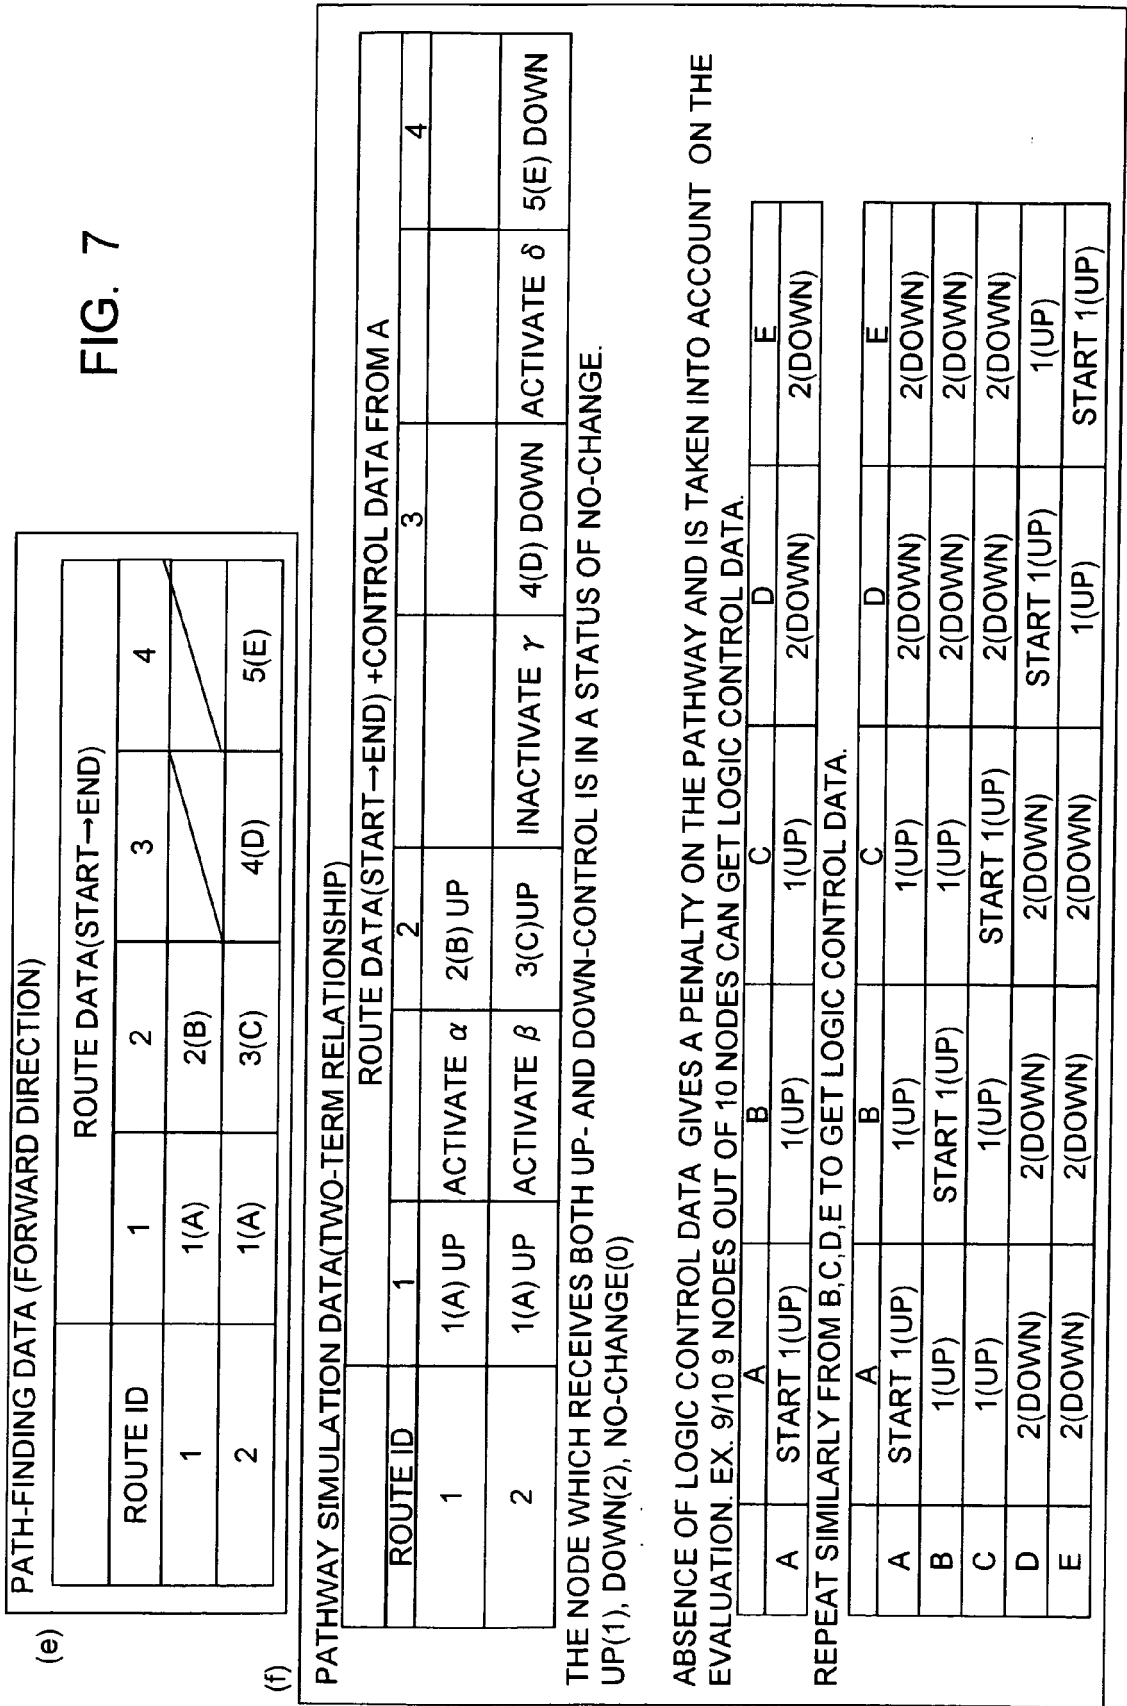 FIG. 7
(e)
PATH-FINDING DATA (FORWARD DIRECTION)
ROUTE DATA(START→END)
ROUTE ID 1 2 3 4
1 1(A) 2(B)
2 1(A) 3(C) 4(D) 5(E)
(f)
PATHWAY SIMULATION DATA(TWO-TERM RELATIONSHIP)
ROUTE DATA(START→END) +CONTROL DATA FROM A
ROUTE ID 1 2 3 4
1 1(A) UP ACTIVATE α 2(B) UP
2 1(A) UP ACTIVATE β 3(C)UP INACTIVATE γ 4(D) DOWN ACTIVATE δ 5(E) DOWN
THE NODE WHICH RECEIVES BOTH UP- AND DOWN-CONTROL IS IN A STATUS OF NO-CHANGE.
UP(1), DOWN(2), NO-CHANGE(0)
ABSENCE OF LOGIC CONTROL DATA GIVES A PENALTY ON THE PATHWAY AND IS TAKEN INTO ACCOUNT ON THE
EVALUATION. EX. 9/10 9 NODES OUT OF 10 NODES CAN GET LOGIC CONTROL DATA.
A B C D E
A START 1(UP) 1(UP) 1(UP) 2(DOWN) 2(DOWN)
REPEAT SIMILARLY FROM B,C,D,E TO GET LOGIC CONTROL DATA.
A B C D E
A START 1(UP) 1(UP) 1(UP) 2(DOWN) 2(DOWN)
B 1(UP) START 1(UP) 1(UP) 2(DOWN) 2(DOWN)
C 1(UP) 1(UP) START 1(UP) 2(DOWN) 2(DOWN)
D 2(DOWN) 2(DOWN) 2(DOWN) START 1(UP) 1(UP)
E 2(DOWN) 2(DOWN) 2(DOWN) 1(UP) START 1(UP)